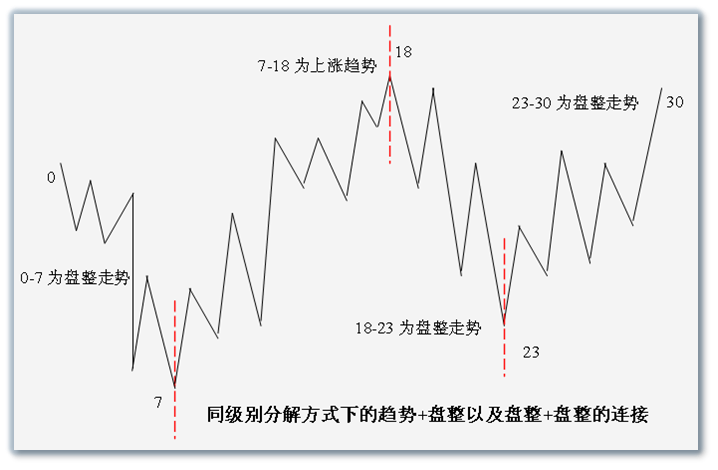 18
7-18 为上涨趋势
23-30 为盘整走势
30
0
0-7 为盘整走势
18-23 为盘整走势
23
7
同级别分解方式下的趋势+盘整以及盘整+盘整的连接